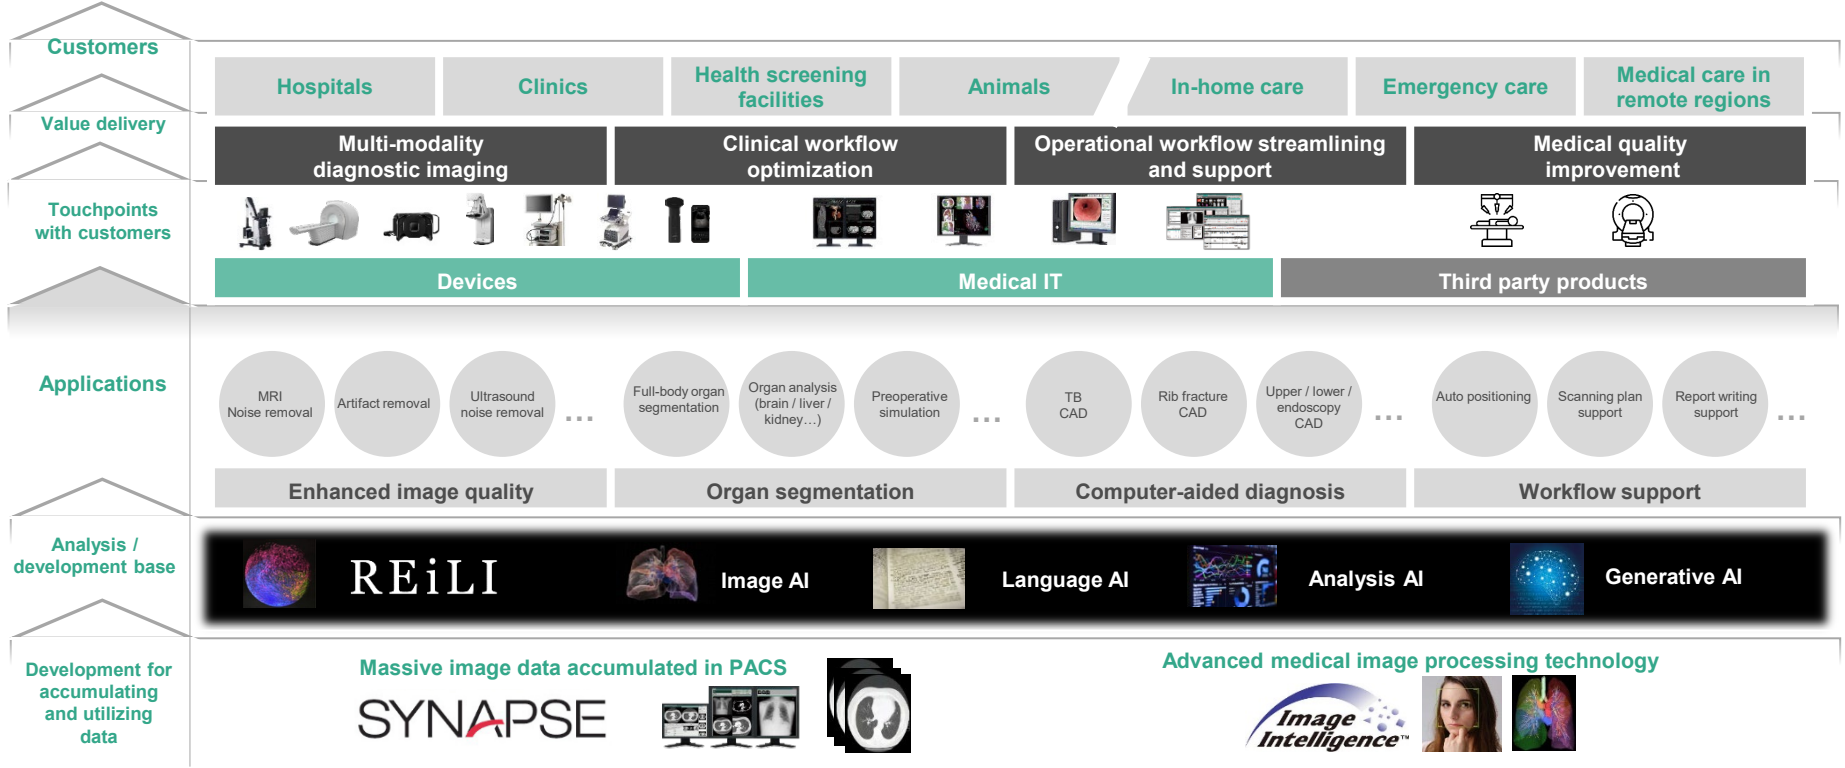 Customers
Hospitals
Clinics
Health screening
facilities
Animals
In-home care
Emergency care
Medical care in
remote regions
Value delivery
Multi-modality
diagnostic imaging
Clinical workflow
optimization
Operational workflow streamlining
and support
Medical quality
improvement
Touchpoints
with customers
Devices
Medical IT
Third party products
Applications
MRI
Noise removal
Artifact removal
Ultrasound
noise removal
...
Full-body organ
segmentation
Organ analysis
(brain / liver /
kidney…)
Preoperative
simulation
...
TB
CAD
Rib fracture
CAD
Upper / lower /
endoscopy
CAD
...
Auto positioning
Scanning plan
support
Report writing
support
...
Enhanced image quality
Organ segmentation
Computer-aided diagnosis
Workflow support
Analysis /
development base
REiLI
Image AI
Language AI
Analysis AI
Generative AI
Development for
accumulating
and utilizing
data
Massive image data accumulated in PACS
SYNAPSE
Advanced medical image processing technology
Image
Intelligence™